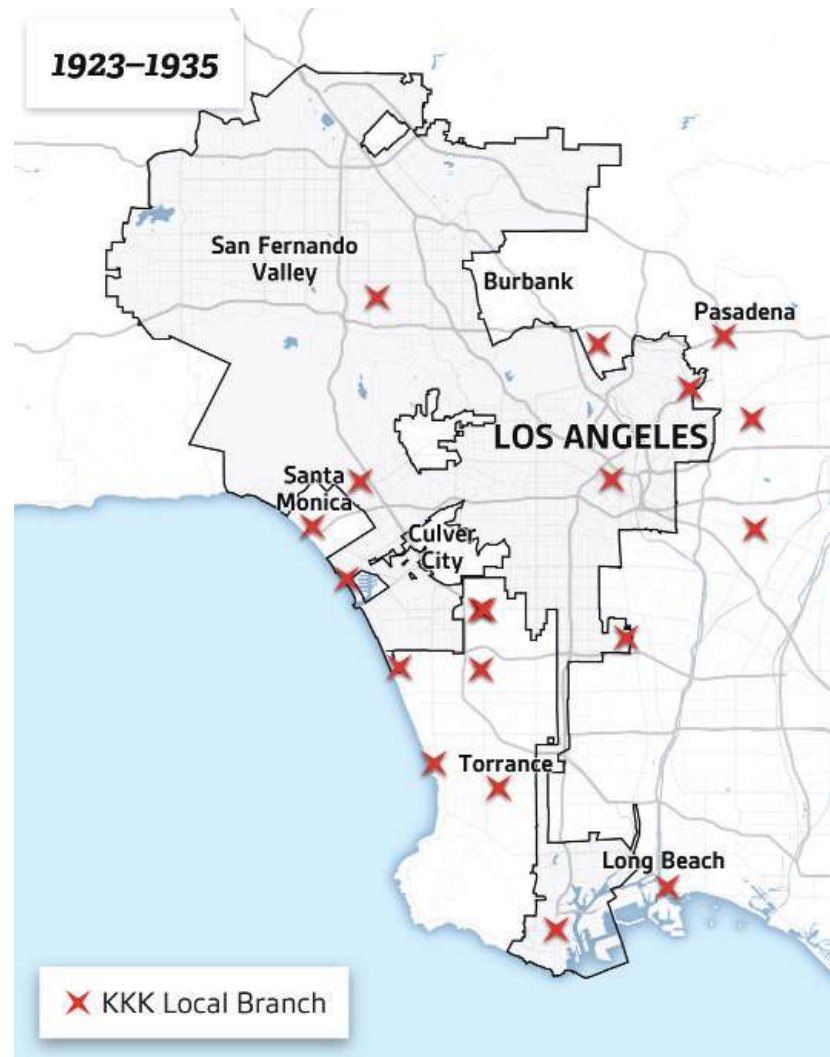 1923–1935
San Fernando
Valley
Burbank
Pasadena
LOS ANGELES
Santa
Monica
Culver
City
Torrance
Long Beach
KKK Local Branch